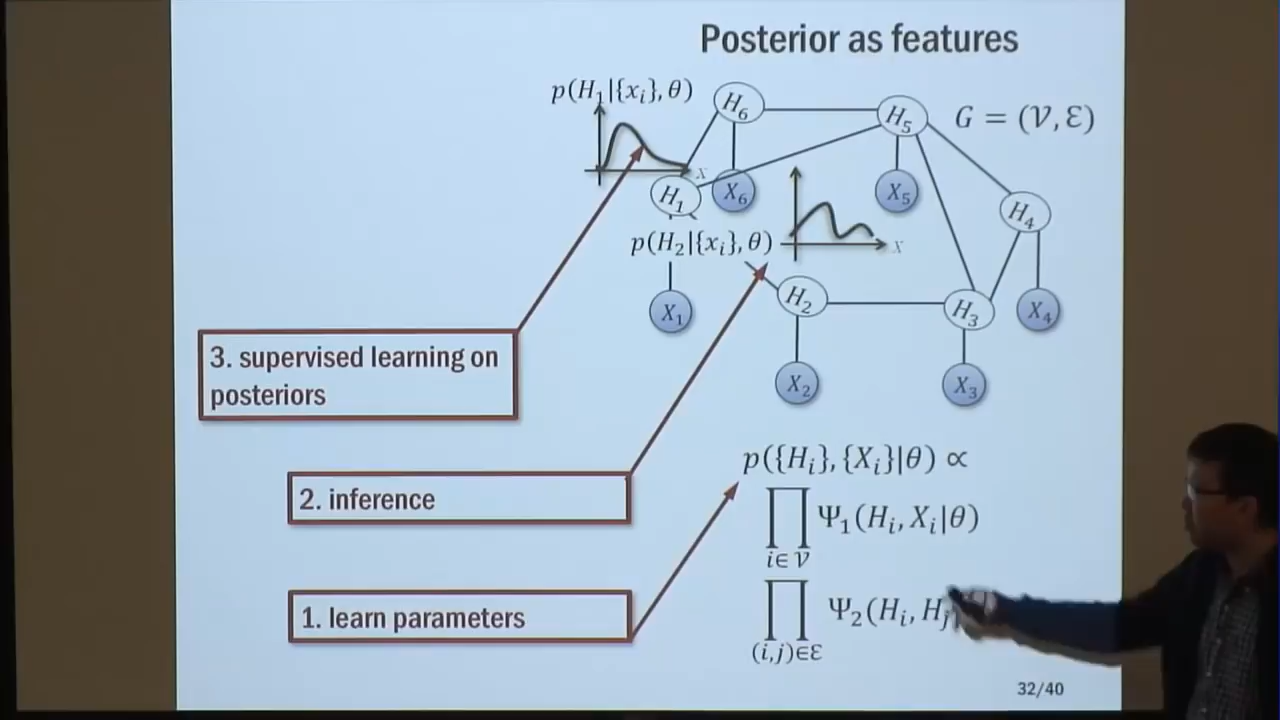 Posterior as features
p(H₁|{xᵢ}, θ)
H₆
H₅
G = (𝒱, ℰ)
X
H₁
X₆
X₅
H₄
p(H₂|{xᵢ}, θ)
X
H₂
H₃
X₄
X₁
X₂
X₃
3. supervised learning on
posteriors
2. inference
1. learn parameters
p({Hᵢ}, {Xᵢ}|θ) ∝
∏ Ψ₁(Hᵢ, Xᵢ|θ)
i∈ 𝒱
∏ Ψ₂(Hᵢ, Hⱼ|
(i,j)∈ℰ
32/40